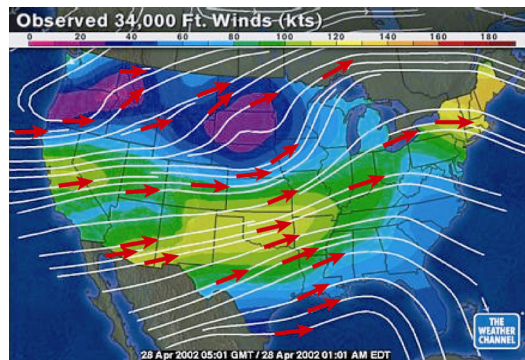 Observed 34,000 Ft. Winds (kts)
0 20 40 60 80 100 120 140 160 180
THE
WEATHER
CHANNEL
28 Apr 2002 05:01 GMT / 28 Apr 2002 01:01 AM EDT